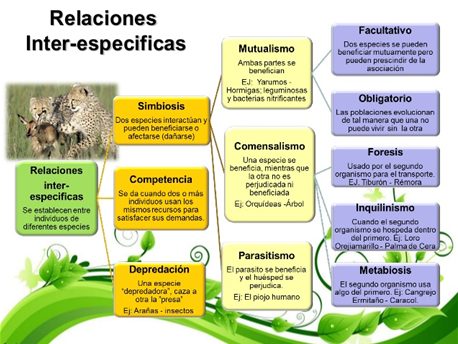 Relaciones
Inter-especificas
Relaciones
inter-
especificas
Se establecen entre
individuos de
diferentes especies
Simbiosis
Dos especies interactúan y
pueden beneficiarse o
afectarse (dañarse)
Competencia
Se da cuando dos o más
individuos usan los
mismos recursos para
satisfacer sus demandas.
Depredación
Una especie
"depredadora", caza a
otra la "presa"
Ej: Arañas - insectos
Mutualismo
Ambas partes se
benefician
EJ: Yarumos -
Hormigas; leguminosas
y bacterias nitrificantes
Comensalismo
Una especie se
beneficia, mientras que
la otra no es
perjudicada ni
beneficiada
Ej: Orquídeas -Árbol
Parasitismo
El parasito se beneficia
y el huésped se
perjudica.
Ej: El piojo humano
Facultativo
Dos especies se pueden
beneficiar mutuamente pero
pueden prescindir de la
asociación
Obligatorio
Las poblaciones evolucionan
de tal manera que una no
puede vivir sin la otra
Foresis
Usado por el segundo
organismo para el transporte.
EJ. Tiburón - Rémora
Inquilinismo
Cuando el segundo
organismo se hospeda dentro
del primero. Ej: Loro
Orejiamarillo - Palma de Cera
Metabiosis
El segundo organismo usa
algo del primero. Ej: Cangrejo
Ermitaño - Caracol.